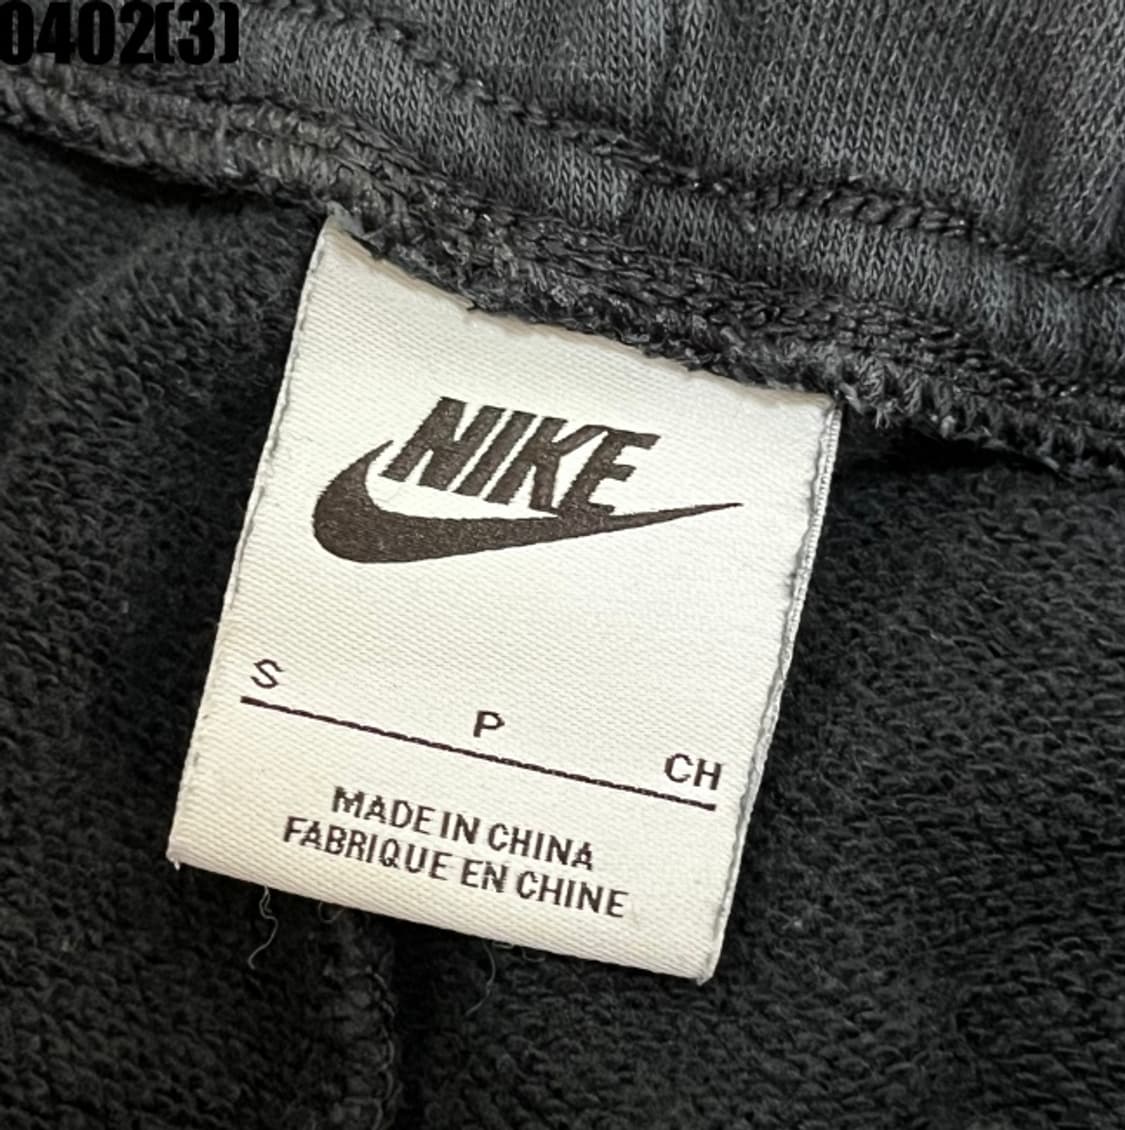 0402(3)
NIKE
S P CH
MADE IN CHINA
FABRIQUE EN CHINE